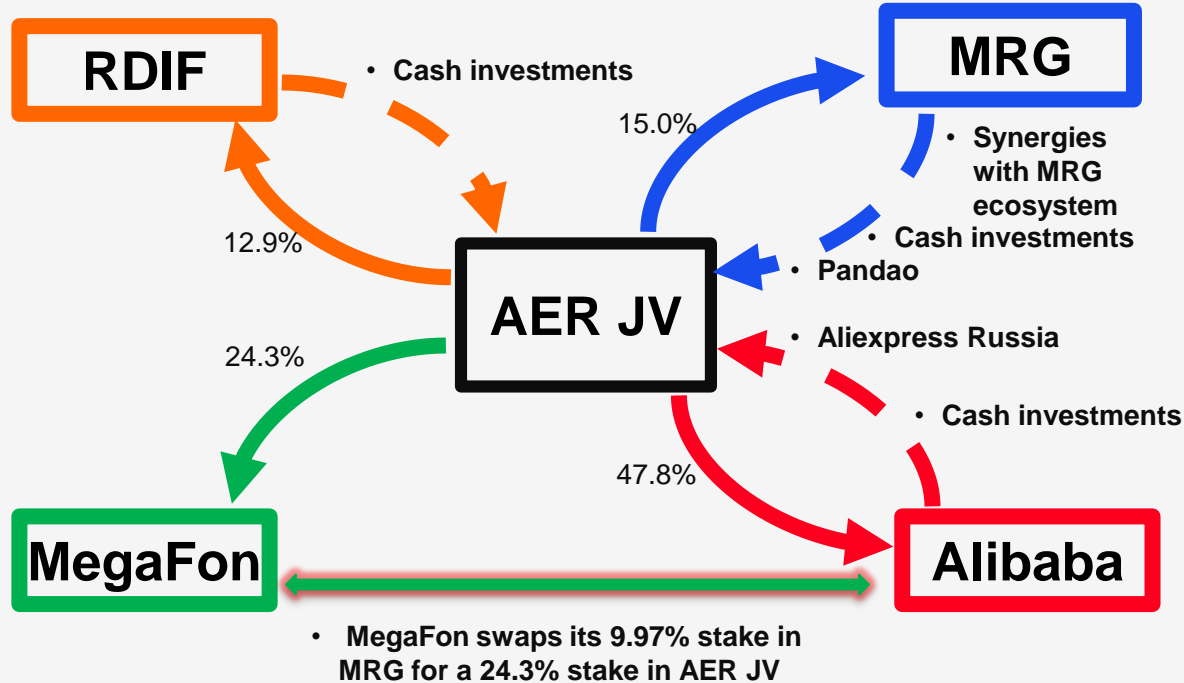 RDIF
• Cash investments
MRG
15.0%
• Synergies
with MRG
ecosystem
• Cash investments
• Pandao
12.9%
AER JV
24.3%
• Aliexpress Russia
• Cash investments
47.8%
MegaFon
Alibaba
• MegaFon swaps its 9.97% stake in
MRG for a 24.3% stake in AER JV